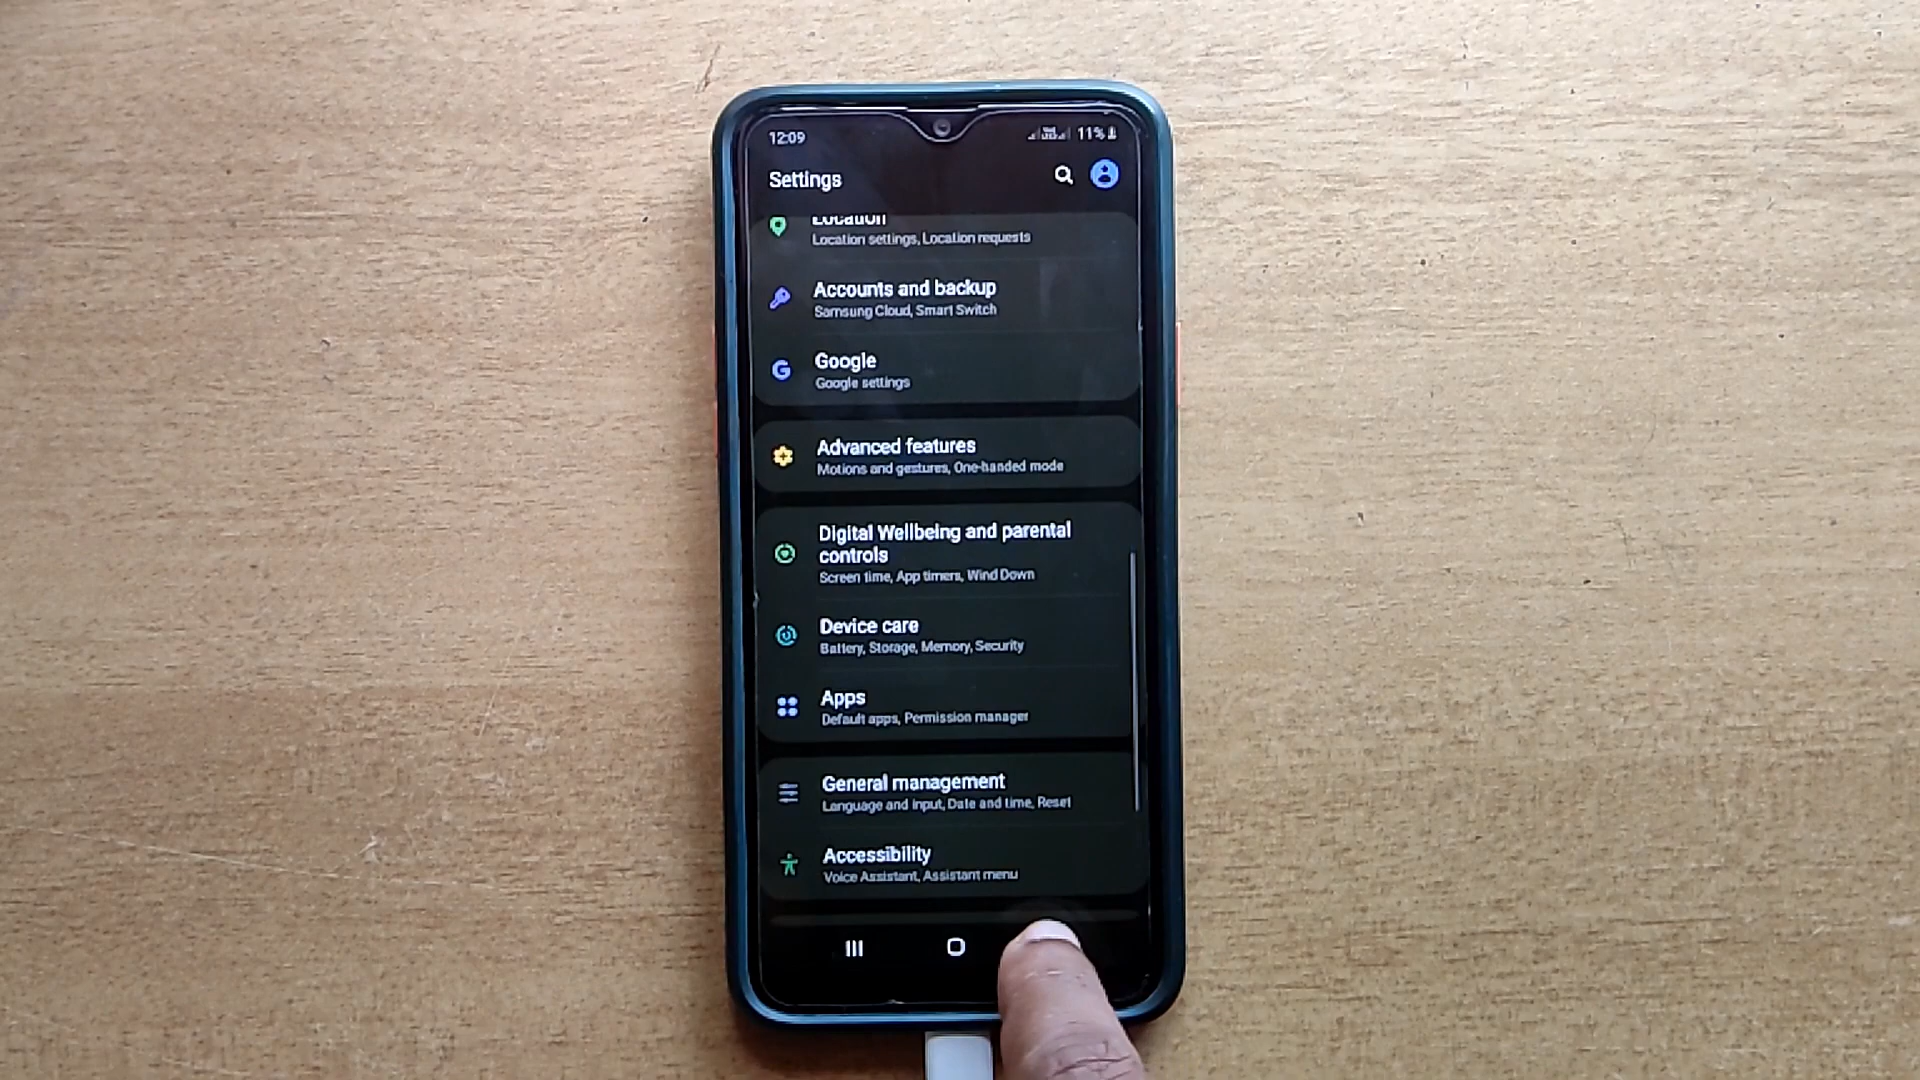 12:09
11%
Settings
Location
Location settings, Location requests
Accounts and backup
Samsung Cloud, Smart Switch
Google
Google settings
Advanced features
Motions and gestures, One-handed mode
Digital Wellbeing and parental
controls
Screen time, App timers, Wind Down
Device care
Battery, Storage, Memory, Security
Apps
Default apps, Permission manager
General management
Language and input, Date and time, Reset
Accessibility
Voice Assistant, Assistant menu